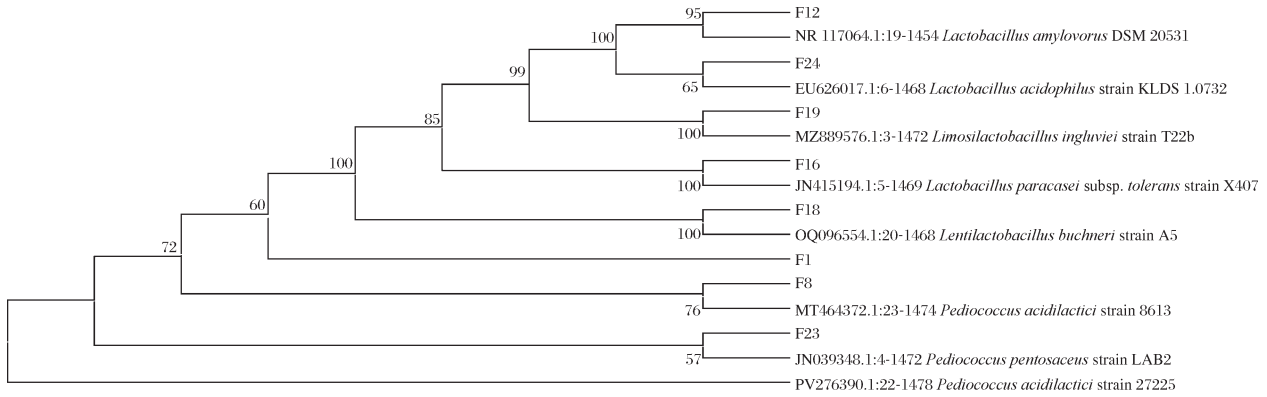 95
F12
NR 117064.1:19-1454 Lactobacillus amylovorus DSM 20531
100
F24
65
EU626017.1:6-1468 Lactobacillus acidophilus strain KLDS 1.0732
99
F19
100
MZ889576.1:3-1472 Limosilactobacillus ingluviei strain T22b
85
F16
100
JN415194.1:5-1469 Lactobacillus paracasei subsp. tolerans strain X407
100
F18
100
OQ096554.1:20-1468 Lentilactobacillus buchneri strain A5
60
F1
72
F8
76
MT464372.1:23-1474 Pediococcus acidilactici strain 8613
F23
57
JN039348.1:4-1472 Pediococcus pentosaceus strain LAB2
PV276390.1:22-1478 Pediococcus acidilactici strain 27225